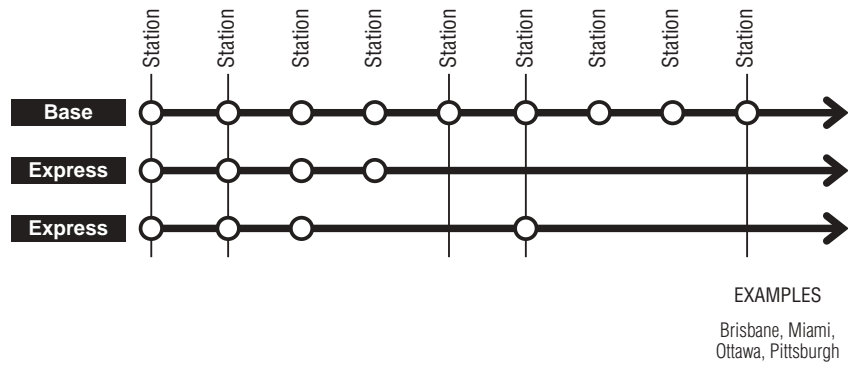 Station
Station
Station
Station
Station
Station
Station
Station
Station
Base
Express
Express
EXAMPLES
Brisbane, Miami,
Ottawa, Pittsburgh